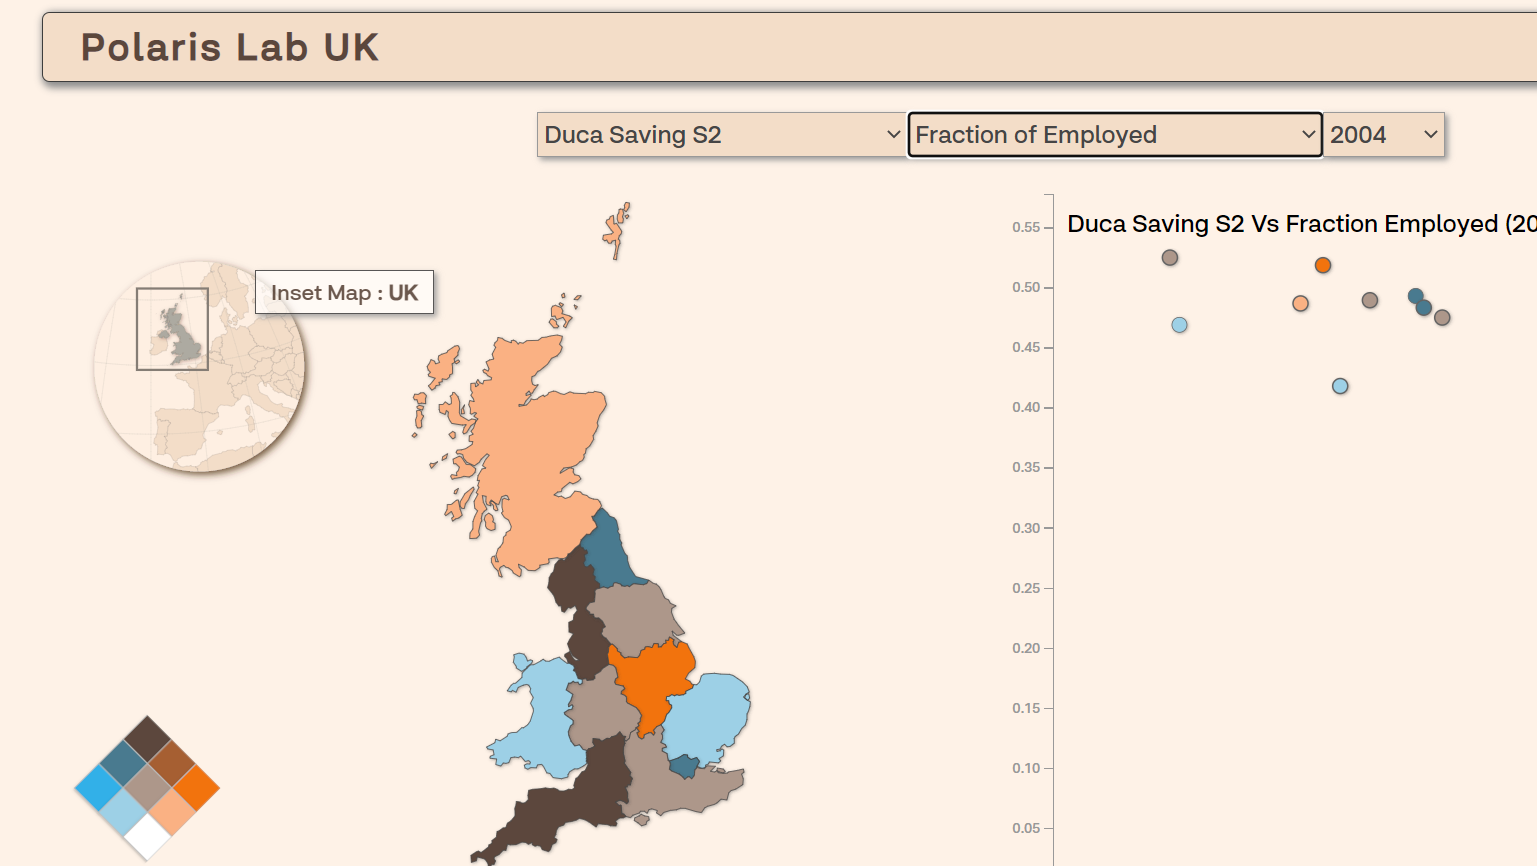 Polaris Lab UK
Duca Saving S2
Fraction of Employed
2004
Inset Map : UK
Duca Saving S2 Vs Fraction Employed (20
0.55
0.50
0.45
0.40
0.35
0.30
0.25
0.20
0.15
0.10
0.05